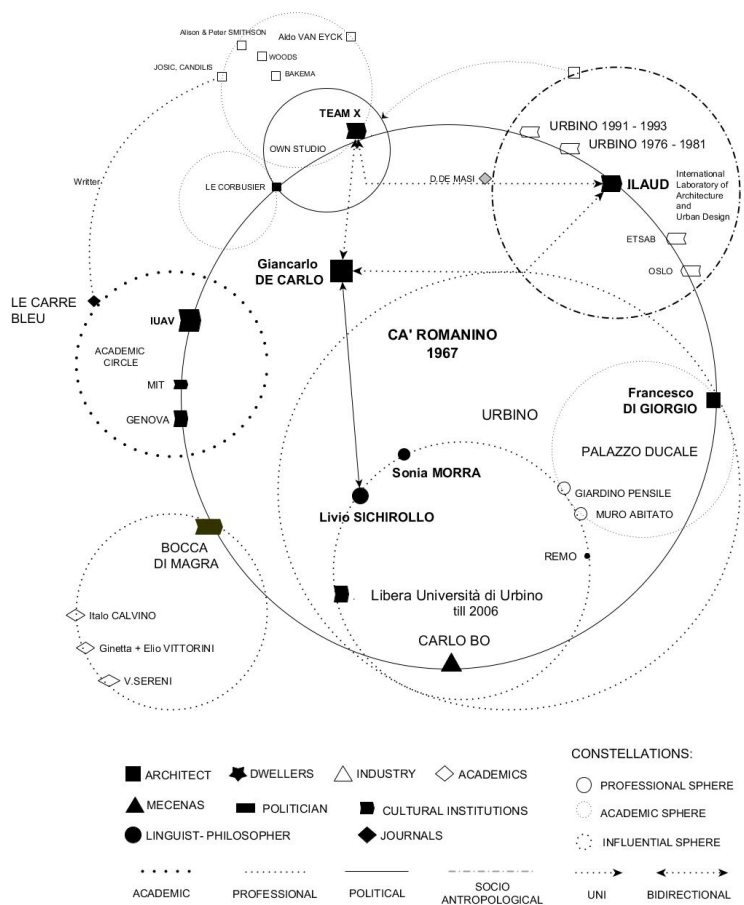 Alison & Peter SMITHSON
Aldo VAN EYCK
WOODS
JOSIC, CANDILIS
BAKEMA
TEAM X
OWN STUDIO
URBINO 1991 - 1993
URBINO 1976 - 1981
Writter
LE CORBUSIER
D.DE MASI
ILAUD
International
Laboratory of
Architecture
and
Urban Design
ETSAB
OSLO
Giancarlo
DE CARLO
LE CARRE
BLEU
IUAV
ACADEMIC
CIRCLE
MIT
GENOVA
CA' ROMANINO
1967
Francesco
DI GIORGIO
URBINO
PALAZZO DUCALE
Sonia MORRA
GIARDINO PENSILE
Livio SICHIROLLO
MURO ABITATO
BOCCA
DI MAGRA
REMO
Libera Università di Urbino
till 2006
Italo CALVINO
CARLO BO
Ginetta + Elio VITTORINI
V.SERENI
CONSTELLATIONS:
ARCHITECT
DWELLERS
INDUSTRY
ACADEMICS
PROFESSIONAL SPHERE
MECENAS
POLITICIAN
CULTURAL INSTITUTIONS
ACADEMIC SPHERE
LINGUIST- PHILOSOPHER
JOURNALS
INFLUENTIAL SPHERE
ACADEMIC
PROFESSIONAL
POLITICAL
SOCIO
ANTROPOLOGICAL
UNI
BIDIRECTIONAL